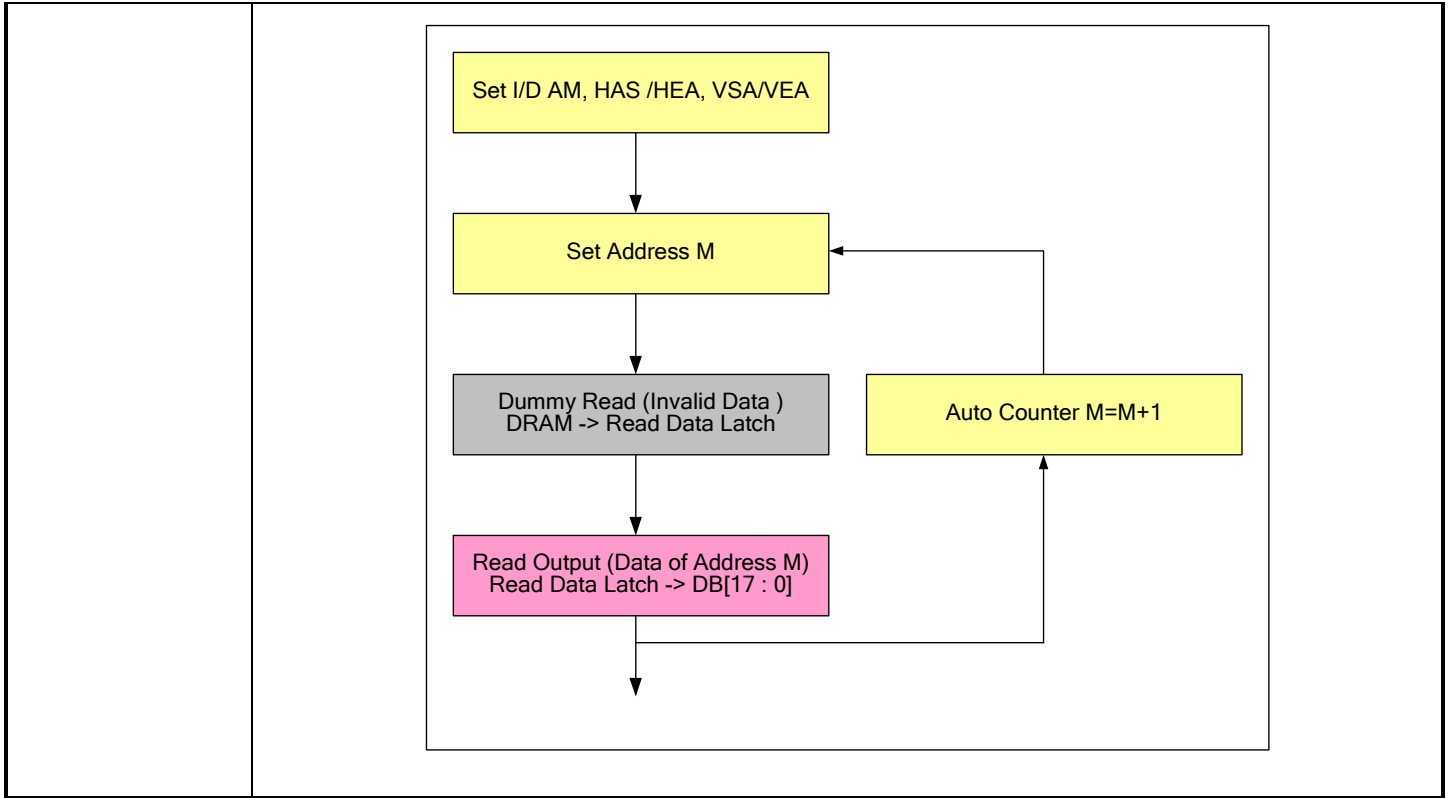 Set I/D AM, HAS /HEA, VSA/VEA
Set Address M
Dummy Read (Invalid Data )
DRAM -> Read Data Latch
Auto Counter M=M+1
Read Output (Data of Address M)
Read Data Latch -> DB[17 : 0]